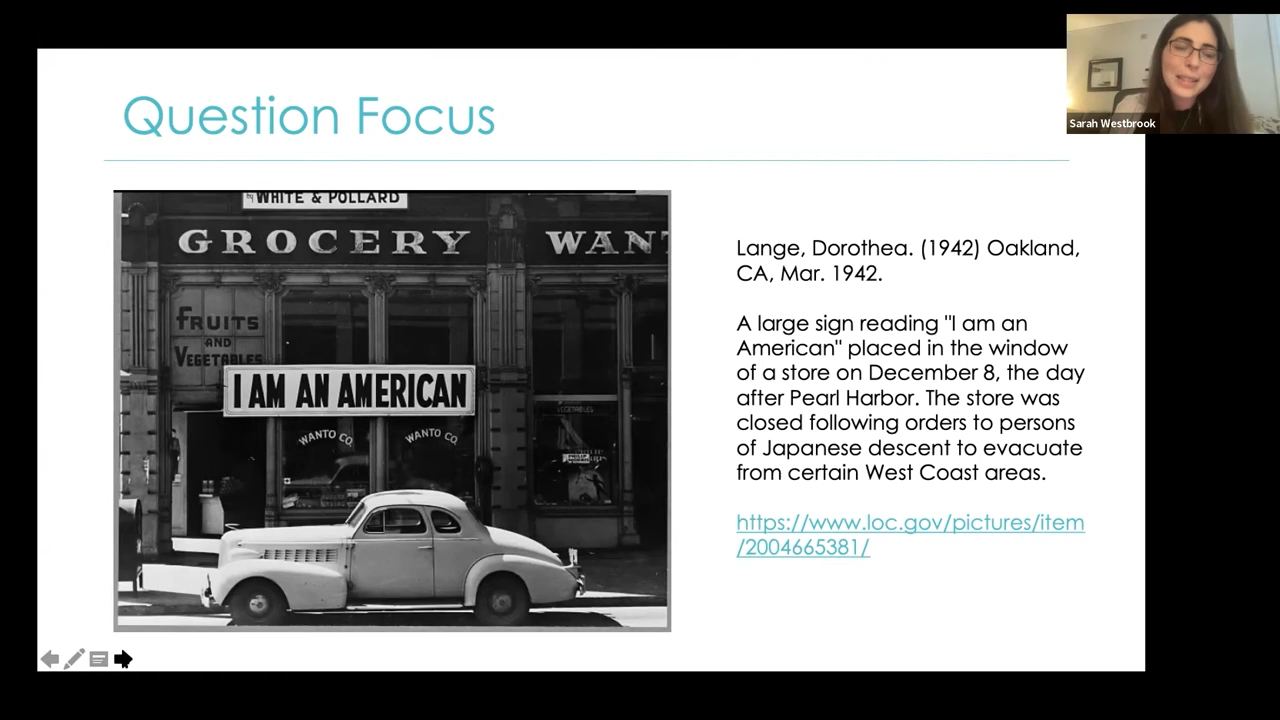 Question Focus
Sarah Westbrook
WHITE & POLLARD
GROCERY
WANT
FRUITS
AND
VEGETABLES
I AM AN AMERICAN
WANTO CO.
WANTO CO.
VEGETABLES
Lange, Dorothea. (1942) Oakland,
CA, Mar. 1942.
A large sign reading "I am an
American" placed in the window
of a store on December 8, the day
after Pearl Harbor. The store was
closed following orders to persons
of Japanese descent to evacuate
from certain West Coast areas.
https://www.loc.gov/pictures/item
/2004665381/